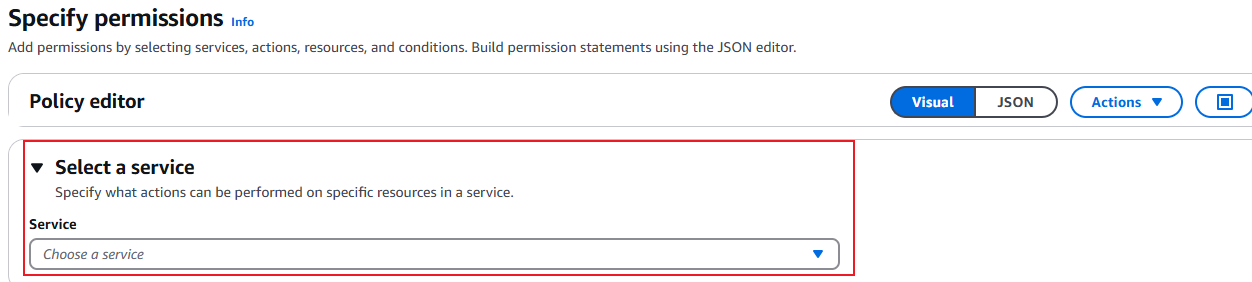 Specify permissions Info
Add permissions by selecting services, actions, resources, and conditions. Build permission statements using the JSON editor.
Policy editor
Visual JSON Actions
Select a service
Specify what actions can be performed on specific resources in a service.
Service
Choose a service